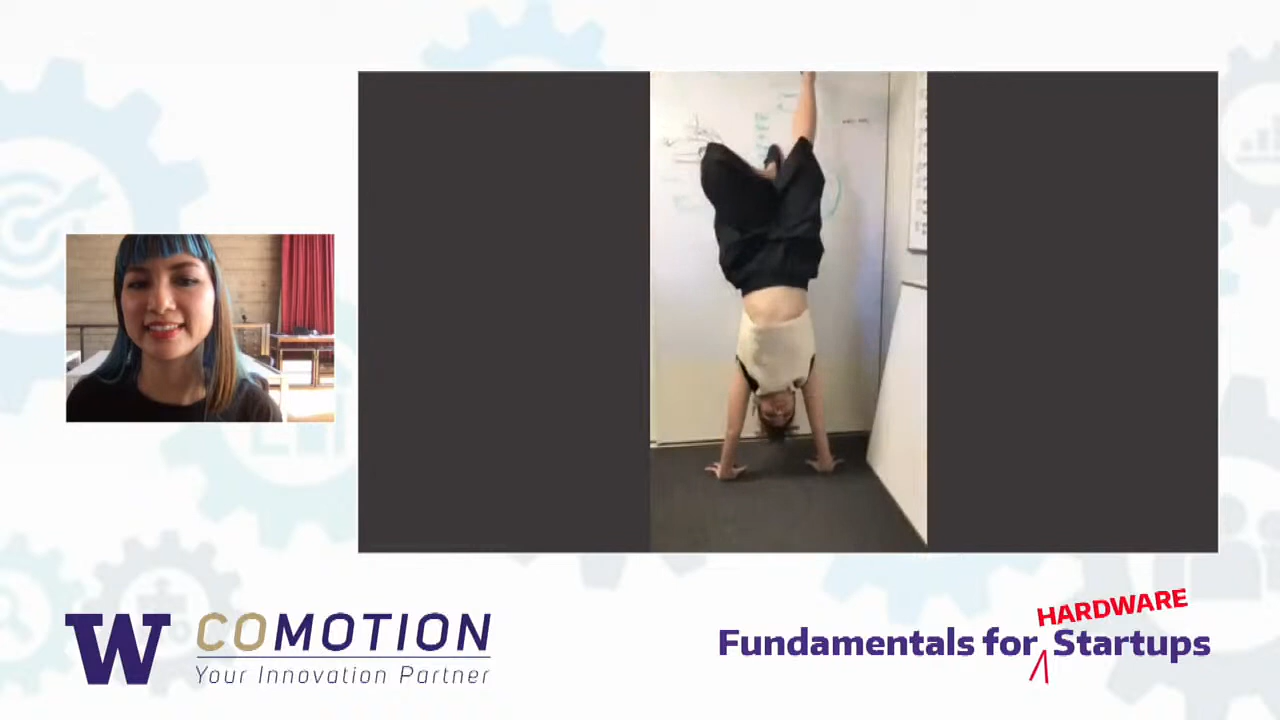 W COMOTION
Your Innovation Partner
HARDWARE
Fundamentals for Startups